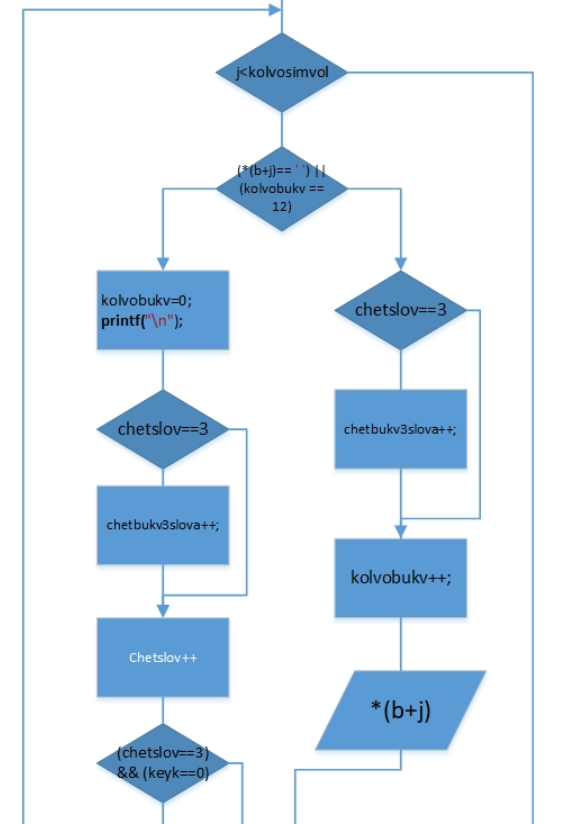 j<kolvosimvol
(*(b+j)== ' ') ||
(kolvobukv ==
12)
kolvobukv=0;
printf("\n");
chetslov==3
chetbukv3slova++;
Chetslov++
(chetslov==3)
&& (keyk==0)
chetslov==3
chetbukv3slova++;
kolvobukv++;
*(b+j)